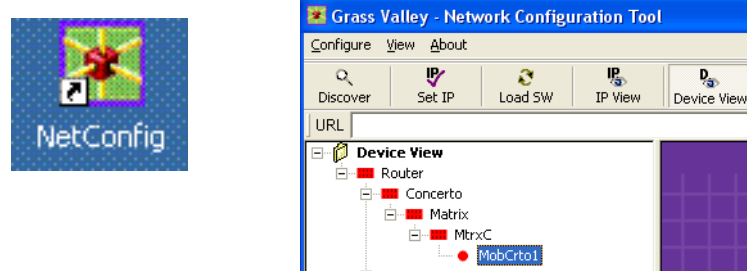 NetConfig
Grass Valley - Network Configuration Tool
Configure View About
Discover Set IP Load SW IP View Device View
URL
Device View
Router
Concerto
Matrix
MtrxC
MobCrto1